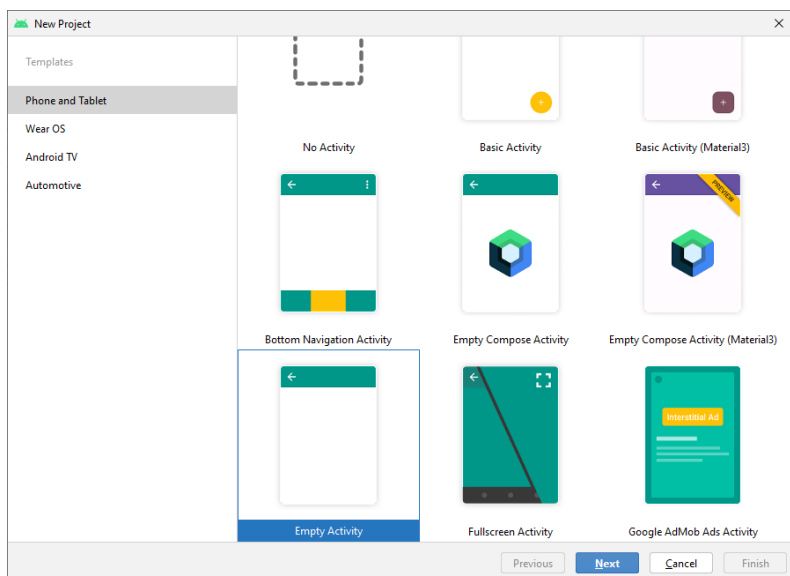 New Project
Templates
Phone and Tablet
Wear OS
Android TV
Automotive
No Activity
Basic Activity
Basic Activity (Material3)
PREVIEW
Bottom Navigation Activity
Empty Compose Activity
Empty Compose Activity (Material3)
Interstitial Ad
Empty Activity
Fullscreen Activity
Google AdMob Ads Activity
Previous
Next
Cancel
Finish